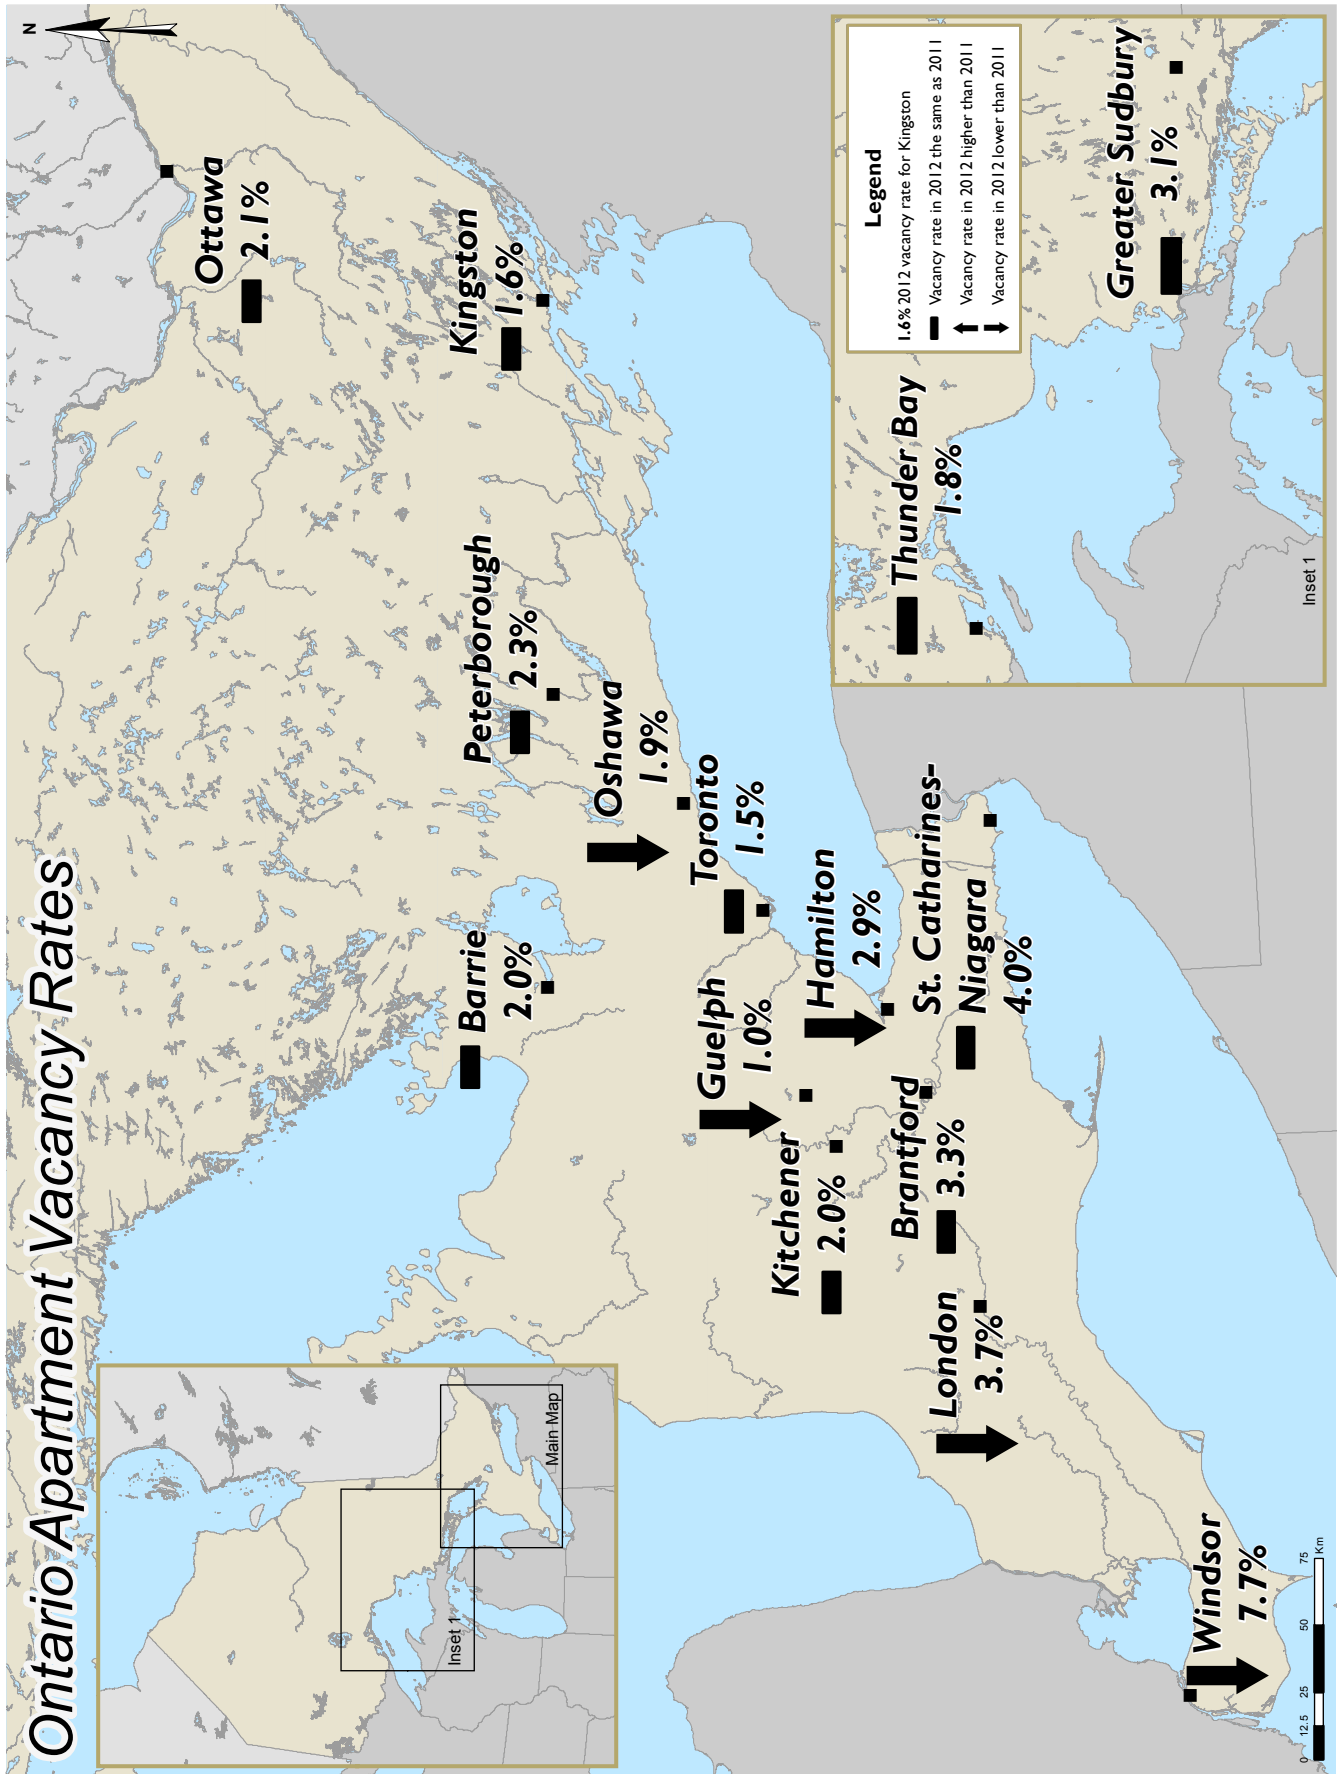 Ontario Apartment Vacancy Rates
N
Ottawa
2.1%
Kingston
1.6%
Peterborough
2.3%
Oshawa
1.9%
Barrie
2.0%
Toronto
1.5%
Guelph
1.0%
Hamilton
2.9%
Kitchener
2.0%
St. Catharines-
Niagara
4.0%
Brantford
3.3%
London
3.7%
Windsor
7.7%
Inset 1
Main Map
Legend
1.6% 2012 vacancy rate for Kingston
Vacancy rate in 2012 the same as 2011
Vacancy rate in 2012 higher than 2011
Vacancy rate in 2012 lower than 2011
Thunder Bay
1.8%
Greater Sudbury
3.1%
Inset 1
0 12.5 25 50 75
Km